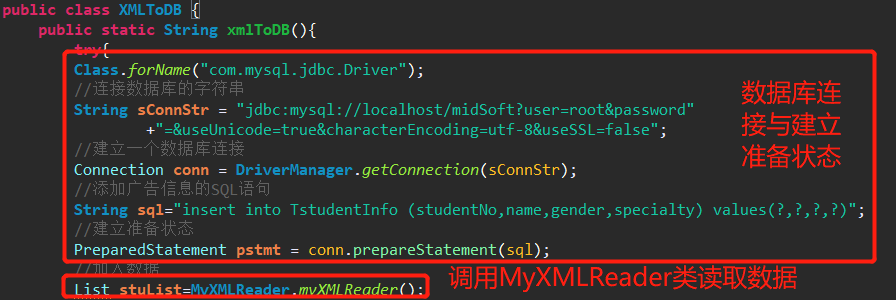 public class XMLToDB {
public static String xmlToDB(){
try{
Class.forName("com.mysql.jdbc.Driver");
//连接数据库的字符串
String sConnStr = "jdbc:mysql://localhost/midSoft?user=root&password"
+"=&useUnicode=true&characterEncoding=utf-8&useSSL=false";
//建立一个数据库连接
Connection conn = DriverManager.getConnection(sConnStr);
//添加广告信息的SQL语句
String sql="insert into TstudentInfo (studentNo,name,gender,specialty) values(?,?,?,?)";
//建立准备状态
PreparedStatement pstmt = conn.prepareStatement(sql);
//加入数据
List stuList=MyXMLReader.myXMLReader();
数据库连
接与建立
准备状态
调用MyXMLReader类读取数据